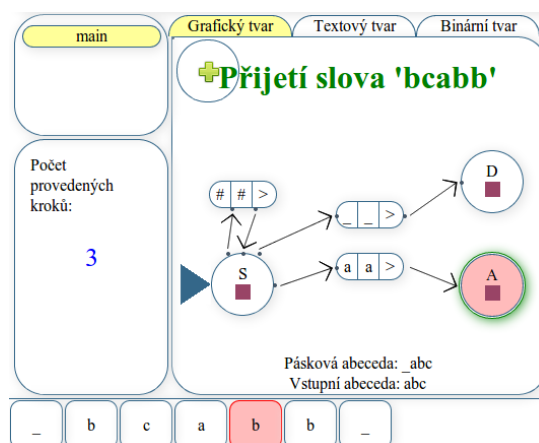 main
Grafický tvar
Textový tvar
Binární tvar
Přijetí slova 'bcabb'
Počet
provedených
kroků:
3
# # >
_ _ >
D
S
a a >
A
Pásková abeceda: _abc
Vstupní abeceda: abc
_ b c a b b _